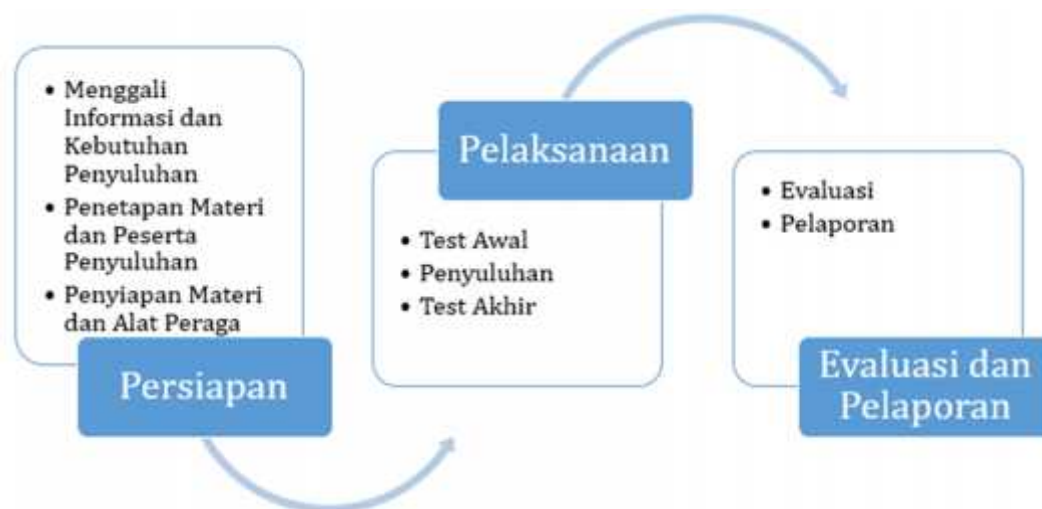 • Menggali
Informasi dan
Kebutuhan
Penyuluhan
• Penetapan Materi
dan Peserta
Penyuluhan
• Penyiapan Materi
dan Alat Peraga
Persiapan
Pelaksanaan
• Test Awal
• Penyuluhan
• Test Akhir
• Evaluasi
• Pelaporan
Evaluasi dan
Pelaporan